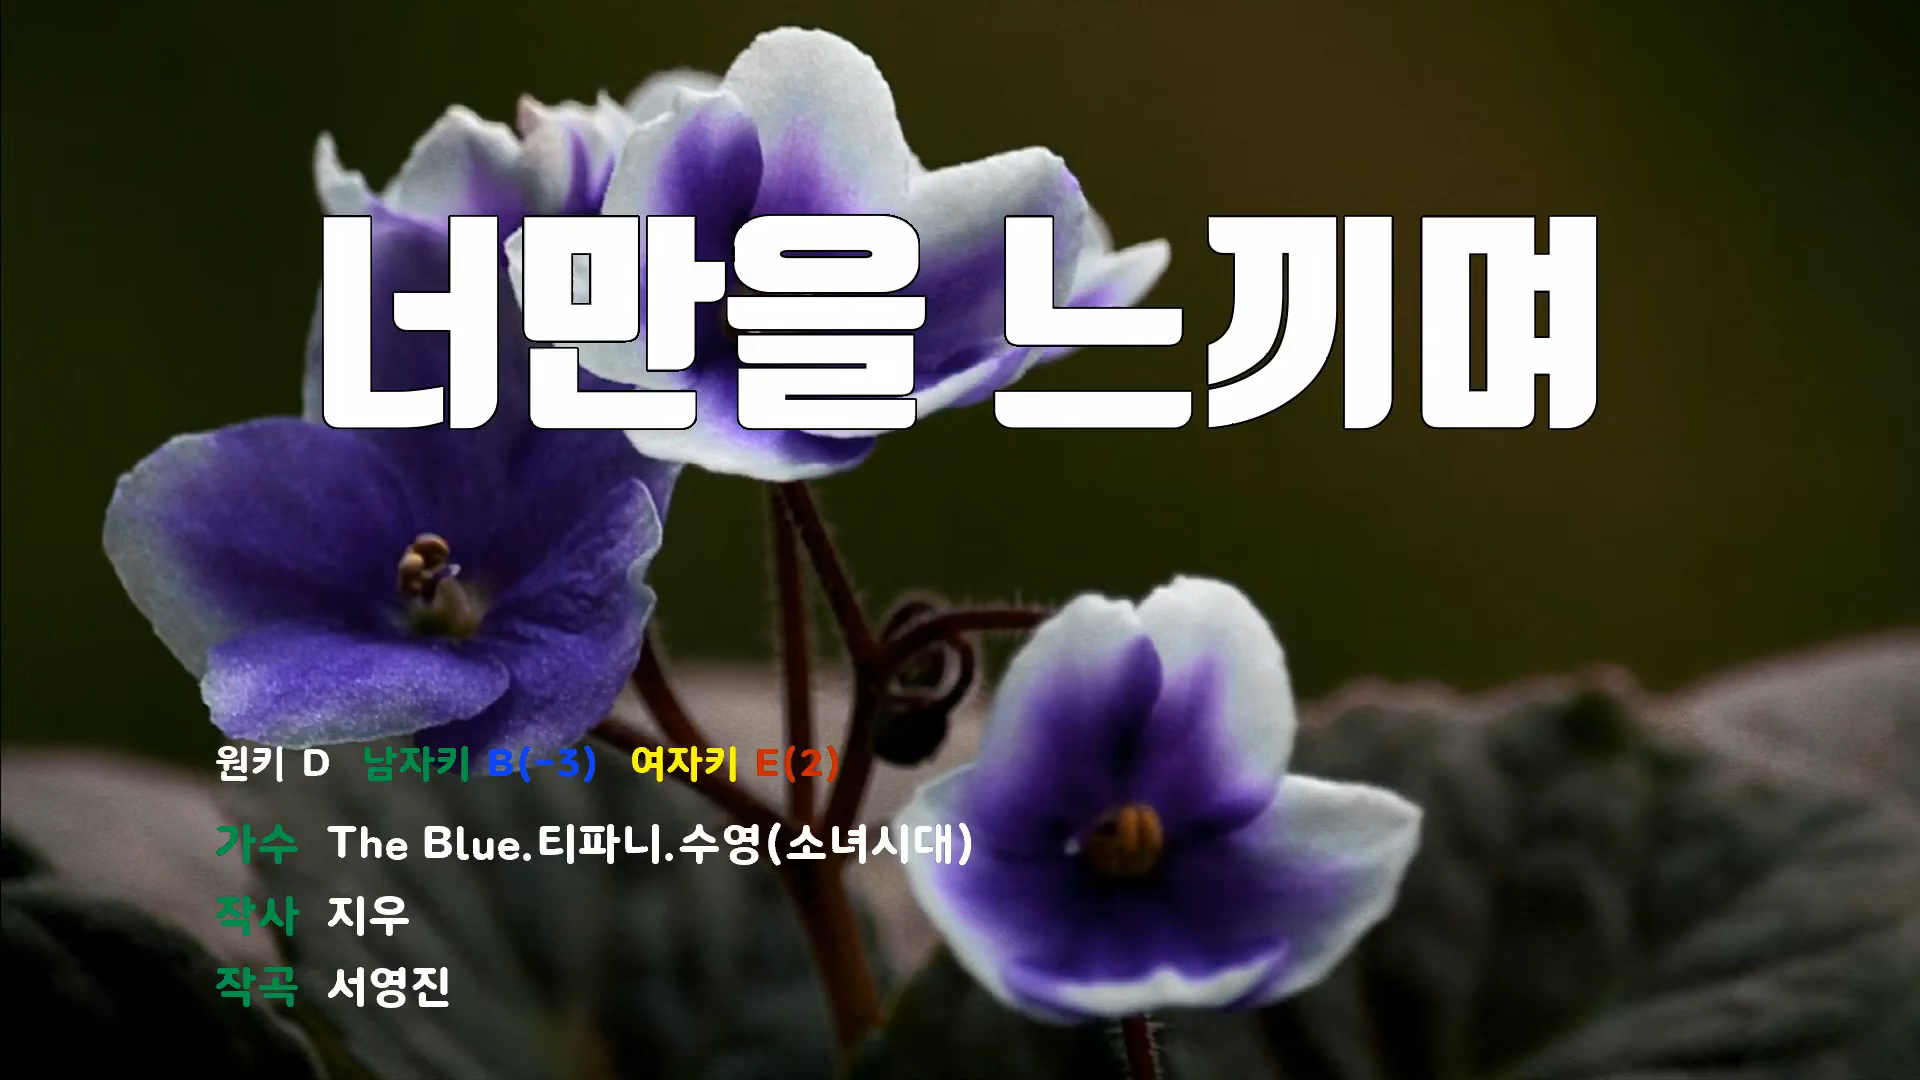 너만을 느끼며
원키 D 남자키 B(-3) 여자키 E(2)
가수 The Blue.티파니.수영(소녀시대)
작사 지우
작곡 서영진